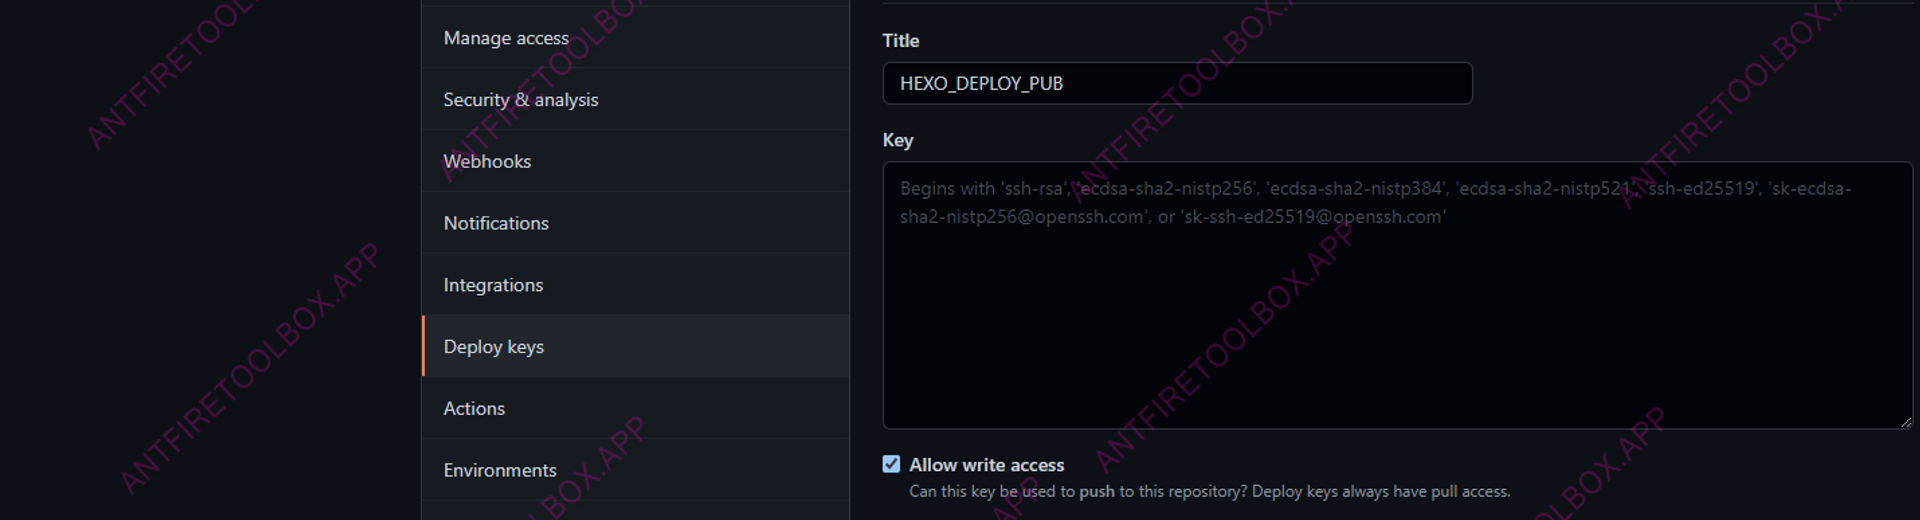 Manage access
Security & analysis
Webhooks
Notifications
Integrations
Deploy keys
Actions
Environments
Title
HEXO_DEPLOY_PUB
Key
Begins with 'ssh-rsa', 'ecdsa-sha2-nistp256', 'ecdsa-sha2-nistp384', 'ecdsa-sha2-nistp521', 'ssh-ed25519', 'sk-ecdsa-
sha2-nistp256@openssh.com', or 'sk-ssh-ed25519@openssh.com'
Allow write access
Can this key be used to push to this repository? Deploy keys always have pull access.
ANTFIRETOOLBOX.APP
ANTFIRETOOLBOX.APP
ANTFIRETOOLBOX.APP
ANTFIRETOOLBOX.APP
ANTFIRETOOLBOX.APP
ANTFIRETOOLBOX.APP